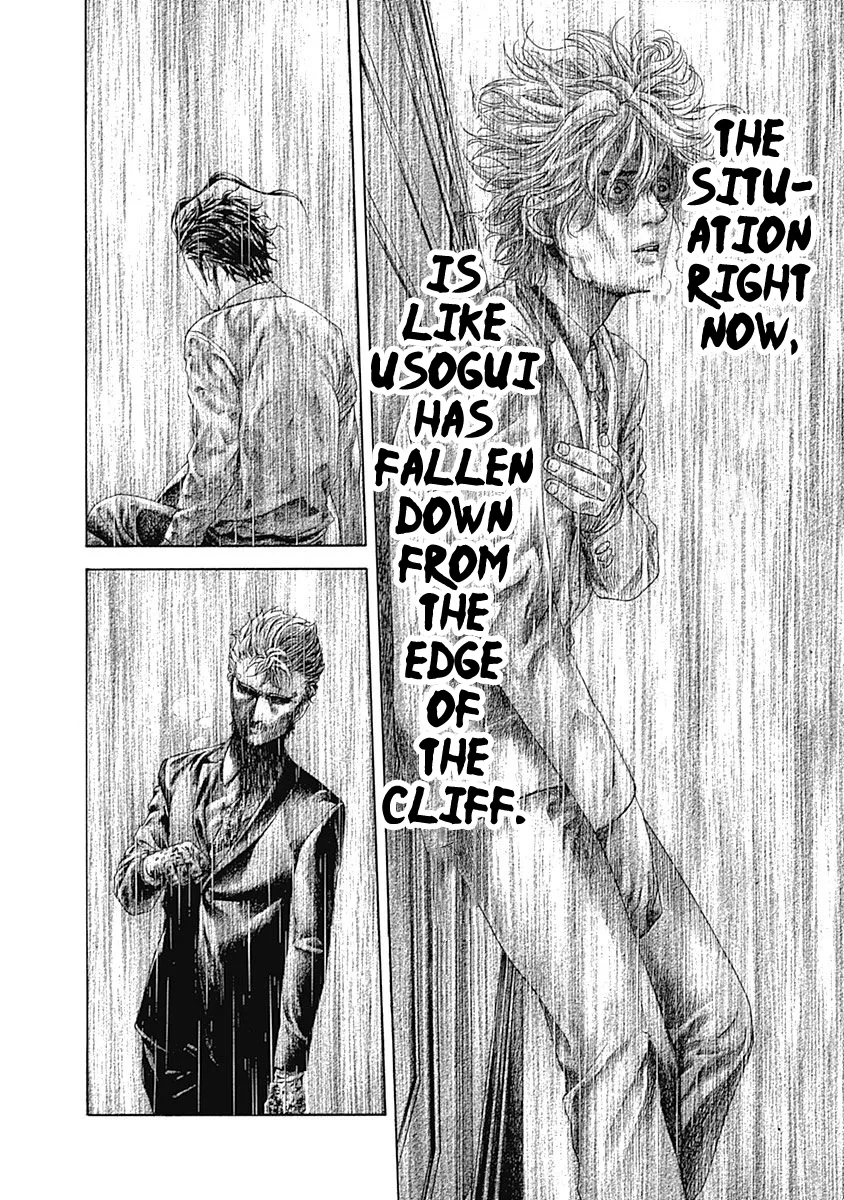 THE
SITU-
ATION
RIGHT
NOW,
IS
LIKE
USOGUI
HAS
FALLEN
DOWN
FROM
THE
EDGE
OF
THE
CLIFF.